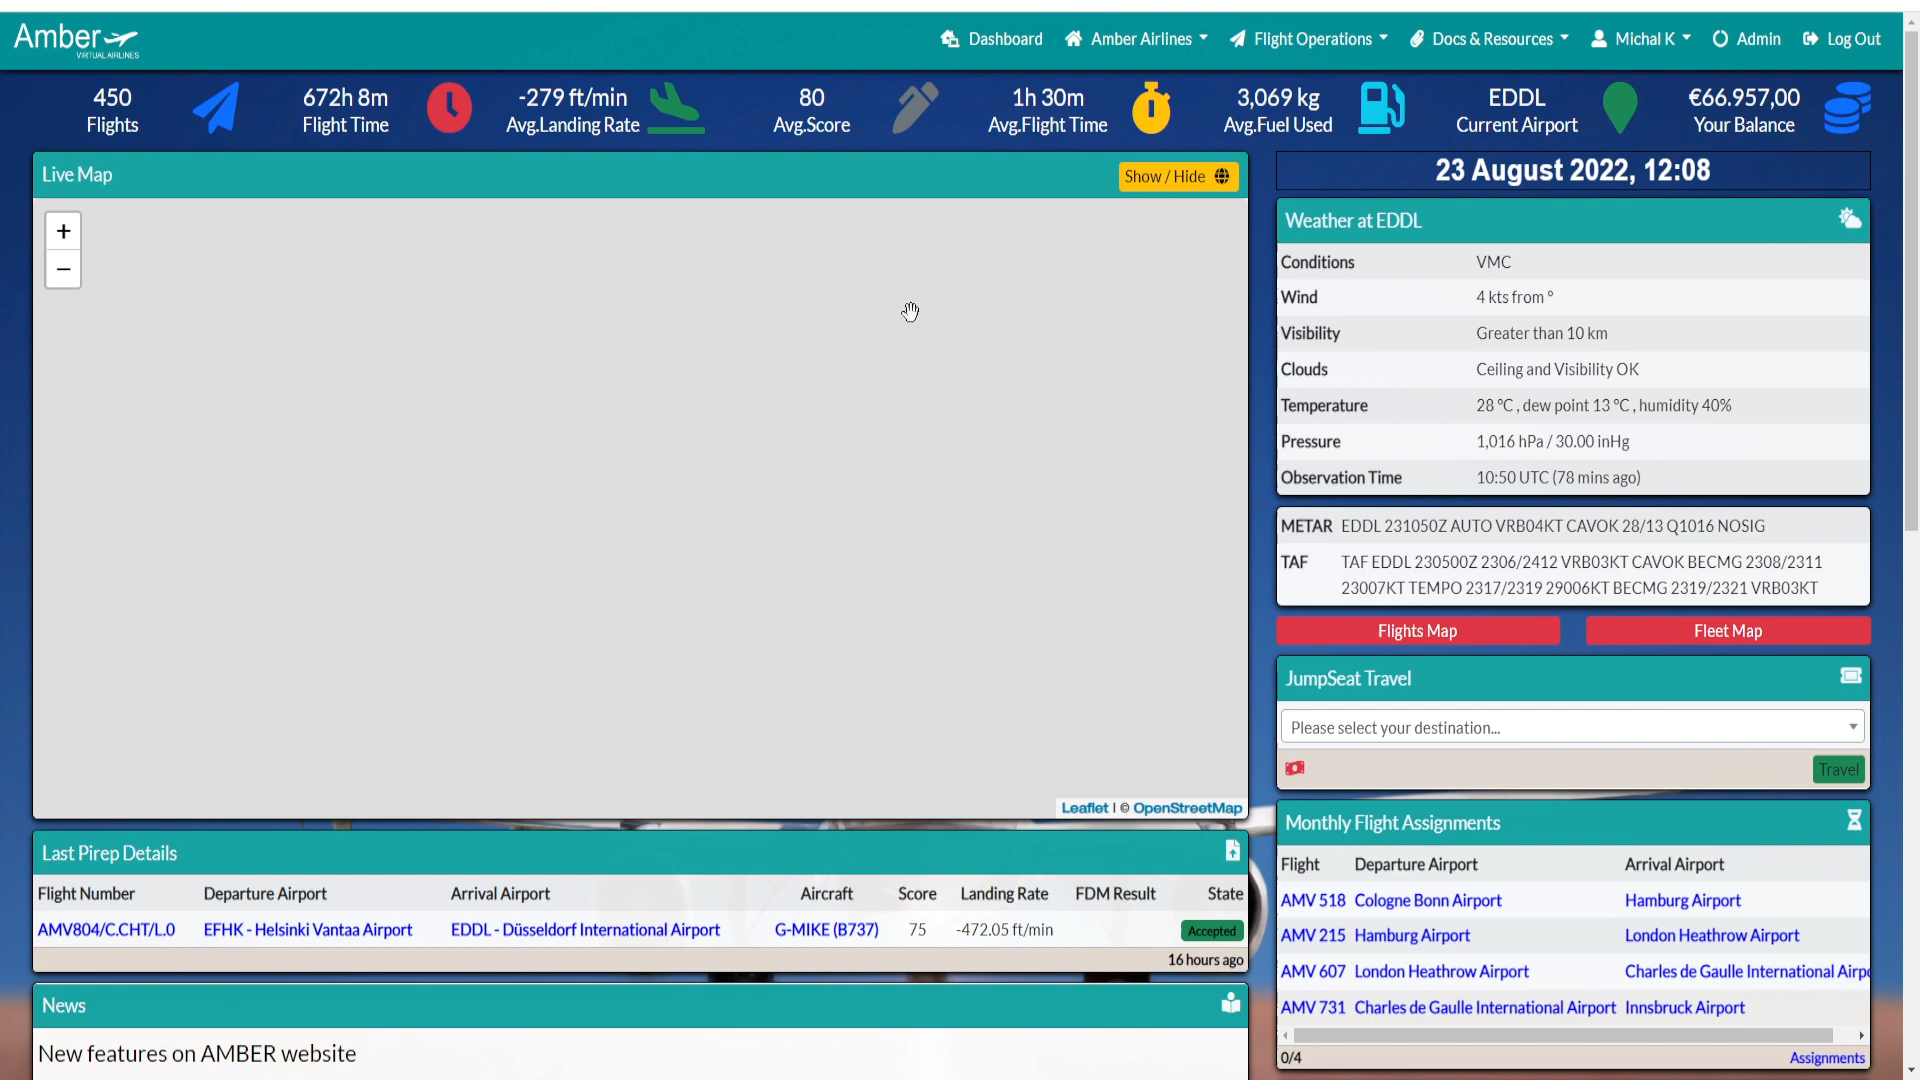 Amber
VIRTUAL AIRLINES
Dashboard
Amber Airlines
Flight Operations
Docs & Resources
Michal K
Admin
Log Out
450
Flights
672h 8m
Flight Time
-279 ft/min
Avg.Landing Rate
80
Avg.Score
1h 30m
Avg.Flight Time
3,069 kg
Avg.Fuel Used
EDDL
Current Airport
€66.957,00
Your Balance
Live Map
Show / Hide
+
−
Leaflet | © OpenStreetMap
Last Pirep Details
Flight Number Departure Airport Arrival Airport Aircraft Score Landing Rate FDM Result State
AMV804/C.CHT/L.0 EFHK - Helsinki Vantaa Airport EDDL - Düsseldorf International Airport G-MIKE (B737) 75 -472.05 ft/min Accepted
16 hours ago
News
New features on AMBER website
23 August 2022, 12:08
Weather at EDDL
Conditions VMC
Wind 4 kts from °
Visibility Greater than 10 km
Clouds Ceiling and Visibility OK
Temperature 28 °C , dew point 13 °C , humidity 40%
Pressure 1,016 hPa / 30.00 inHg
Observation Time 10:50 UTC (78 mins ago)
METAR EDDL 231050Z AUTO VRB04KT CAVOK 28/13 Q1016 NOSIG
TAF TAF EDDL 230500Z 2306/2412 VRB03KT CAVOK BECMG 2308/2311
23007KT TEMPO 2317/2319 29006KT BECMG 2319/2321 VRB03KT
Flights Map
Fleet Map
JumpSeat Travel
Please select your destination...
Travel
Monthly Flight Assignments
Flight Departure Airport Arrival Airport
AMV 518 Cologne Bonn Airport Hamburg Airport
AMV 215 Hamburg Airport London Heathrow Airport
AMV 607 London Heathrow Airport Charles de Gaulle International Airpo
AMV 731 Charles de Gaulle International Airport Innsbruck Airport
0/4 Assignments